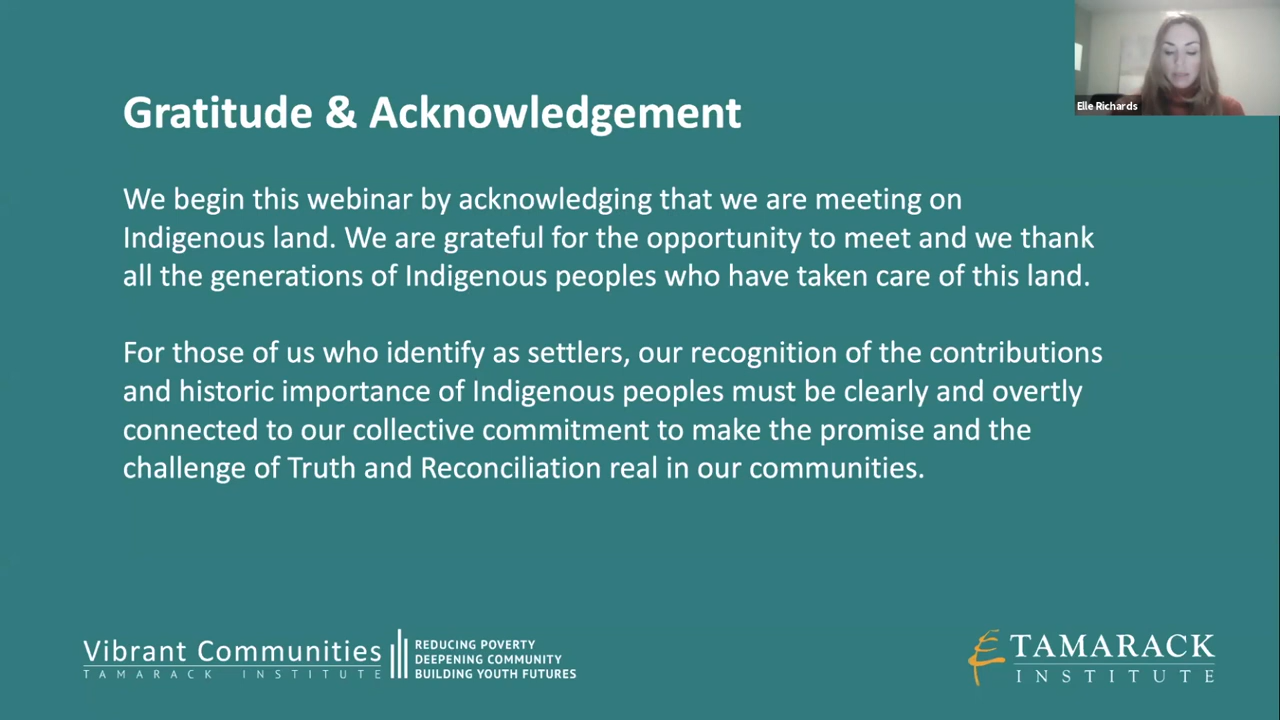 Elle Richards
Gratitude & Acknowledgement
We begin this webinar by acknowledging that we are meeting on
Indigenous land. We are grateful for the opportunity to meet and we thank
all the generations of Indigenous peoples who have taken care of this land.
For those of us who identify as settlers, our recognition of the contributions
and historic importance of Indigenous peoples must be clearly and overtly
connected to our collective commitment to make the promise and the
challenge of Truth and Reconciliation real in our communities.
Vibrant Communities
TAMARACK INSTITUTE
REDUCING POVERTY
DEEPENING COMMUNITY
BUILDING YOUTH FUTURES
TAMARACK
INSTITUTE